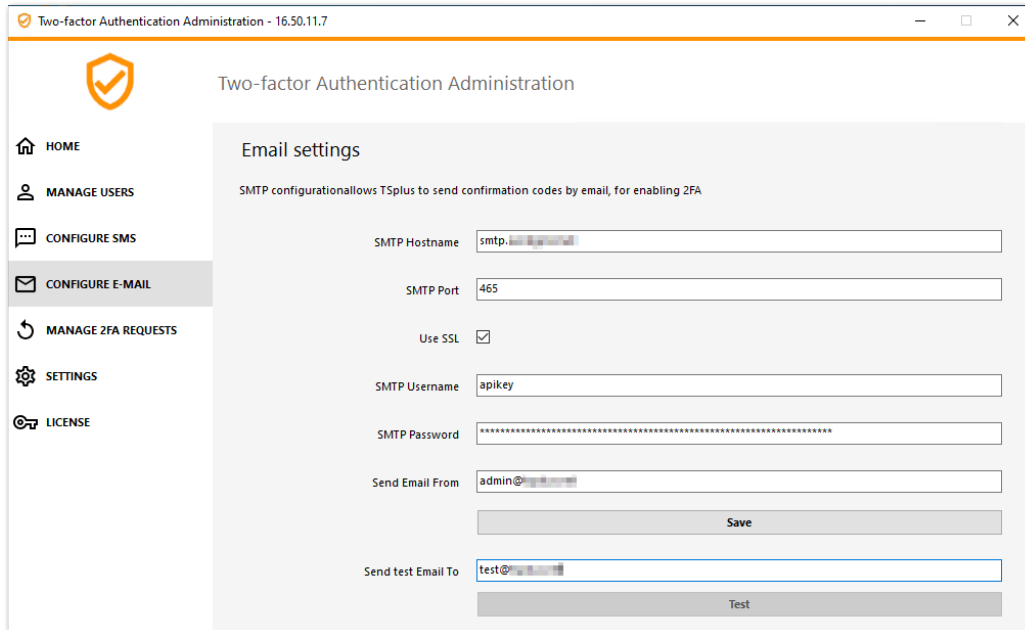 Two-factor Authentication Administration - 16.50.11.7
Two-factor Authentication Administration
HOME
MANAGE USERS
CONFIGURE SMS
CONFIGURE E-MAIL
MANAGE 2FA REQUESTS
SETTINGS
LICENSE
Email settings
SMTP configurationallows TSplus to send confirmation codes by email, for enabling 2FA
SMTP Hostname smtp.
SMTP Port 465
Use SSL
SMTP Username apikey
SMTP Password **********************************************************************
Send Email From admin@
Save
Send test Email To test@
Test